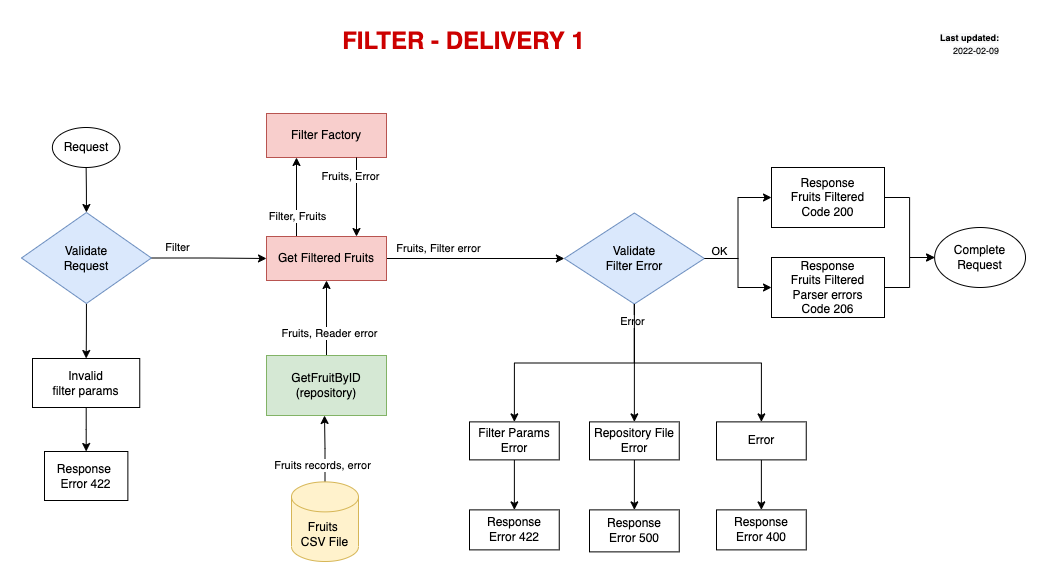 FILTER - DELIVERY 1
Last updated:
2022-02-09
Request
Validate
Request
Filter
Invalid
filter params
Response
Error 422
Filter Factory
Fruits, Error
Filter, Fruits
Get Filtered Fruits
Fruits, Filter error
Fruits, Reader error
GetFruitByID
(repository)
Fruits records, error
Fruits
CSV File
Validate
Filter Error
OK
Response
Fruits Filtered
Code 200
Response
Fruits Filtered
Parser errors
Code 206
Complete
Request
Error
Filter Params
Error
Repository File
Error
Error
Response
Error 422
Response
Error 500
Response
Error 400